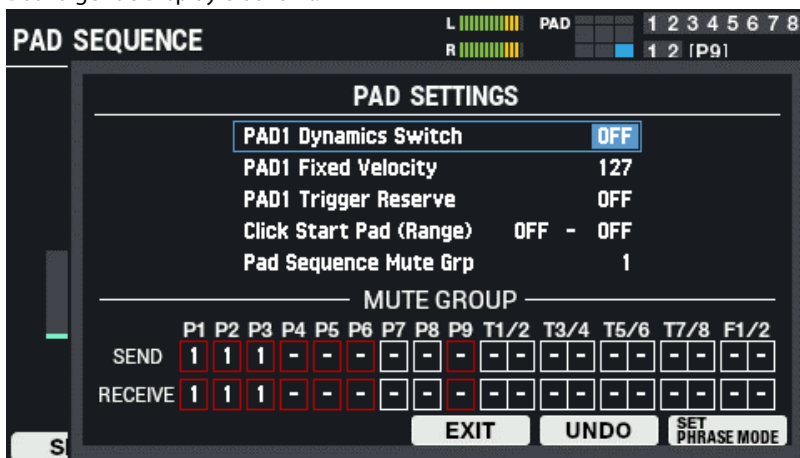 L PAD 1 2 3 4 5 6 7 8
PAD SEQUENCE
R 1 2 [P9]
PAD SETTINGS
PAD1 Dynamics Switch OFF
PAD1 Fixed Velocity 127
PAD1 Trigger Reserve OFF
Click Start Pad (Range) OFF - OFF
Pad Sequence Mute Grp 1
MUTE GROUP
P1 P2 P3 P4 P5 P6 P7 P8 P9 T1/2 T3/4 T5/6 T7/8 F1/2
SEND 1 1 1 - - - - - - - - - - - - - - - -
RECEIVE 1 1 1 - - - - - - - - - - - - - - - -
EXIT UNDO SET PHRASE MODE